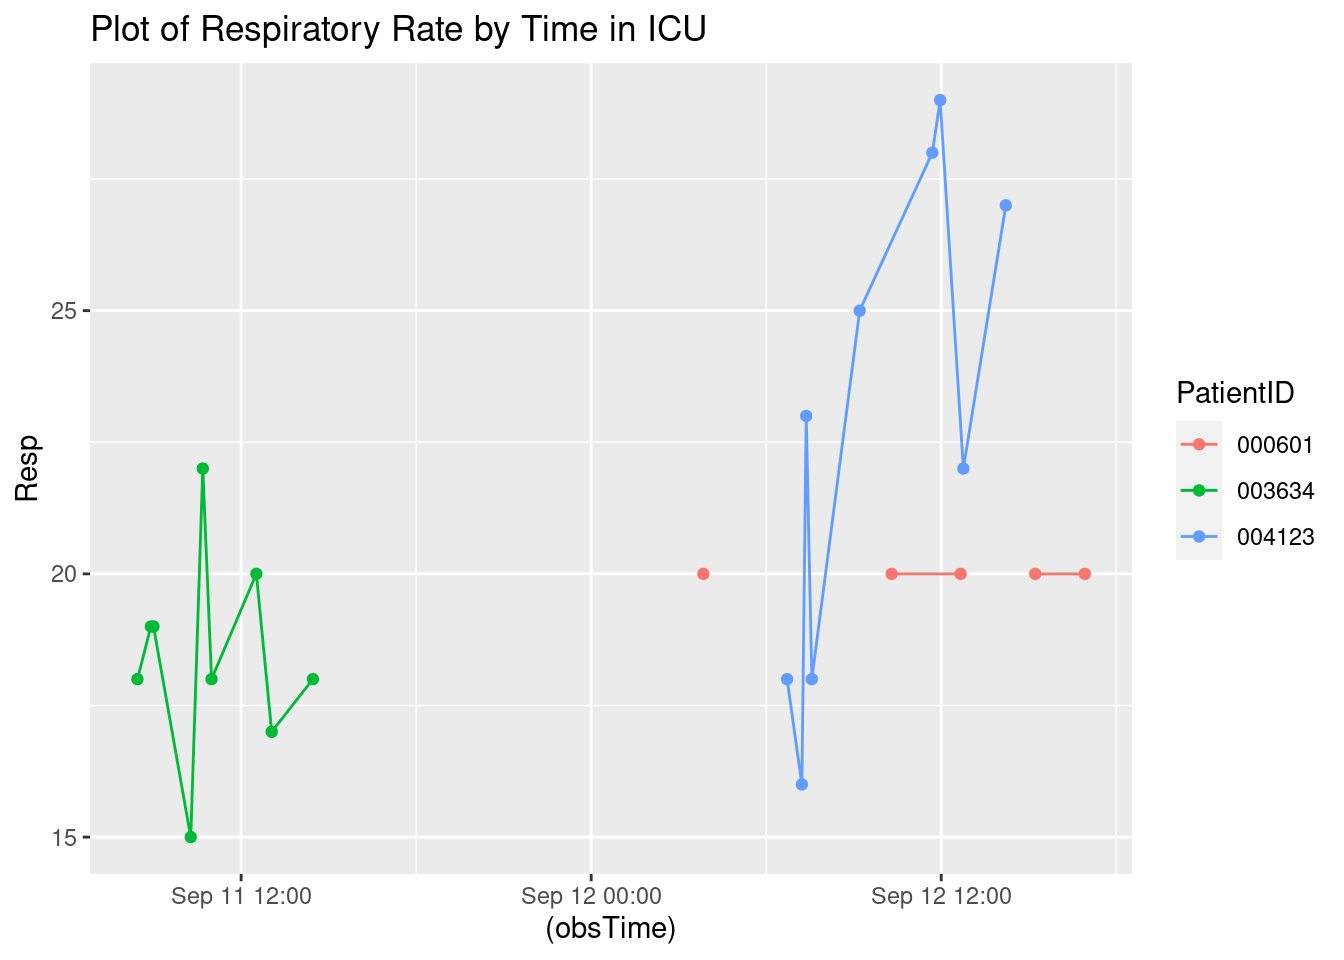 Plot of Respiratory Rate by Time in ICU
Resp
25
20
15
Sep 11 12:00
Sep 12 00:00
Sep 12 12:00
(obsTime)
PatientID
000601
003634
004123